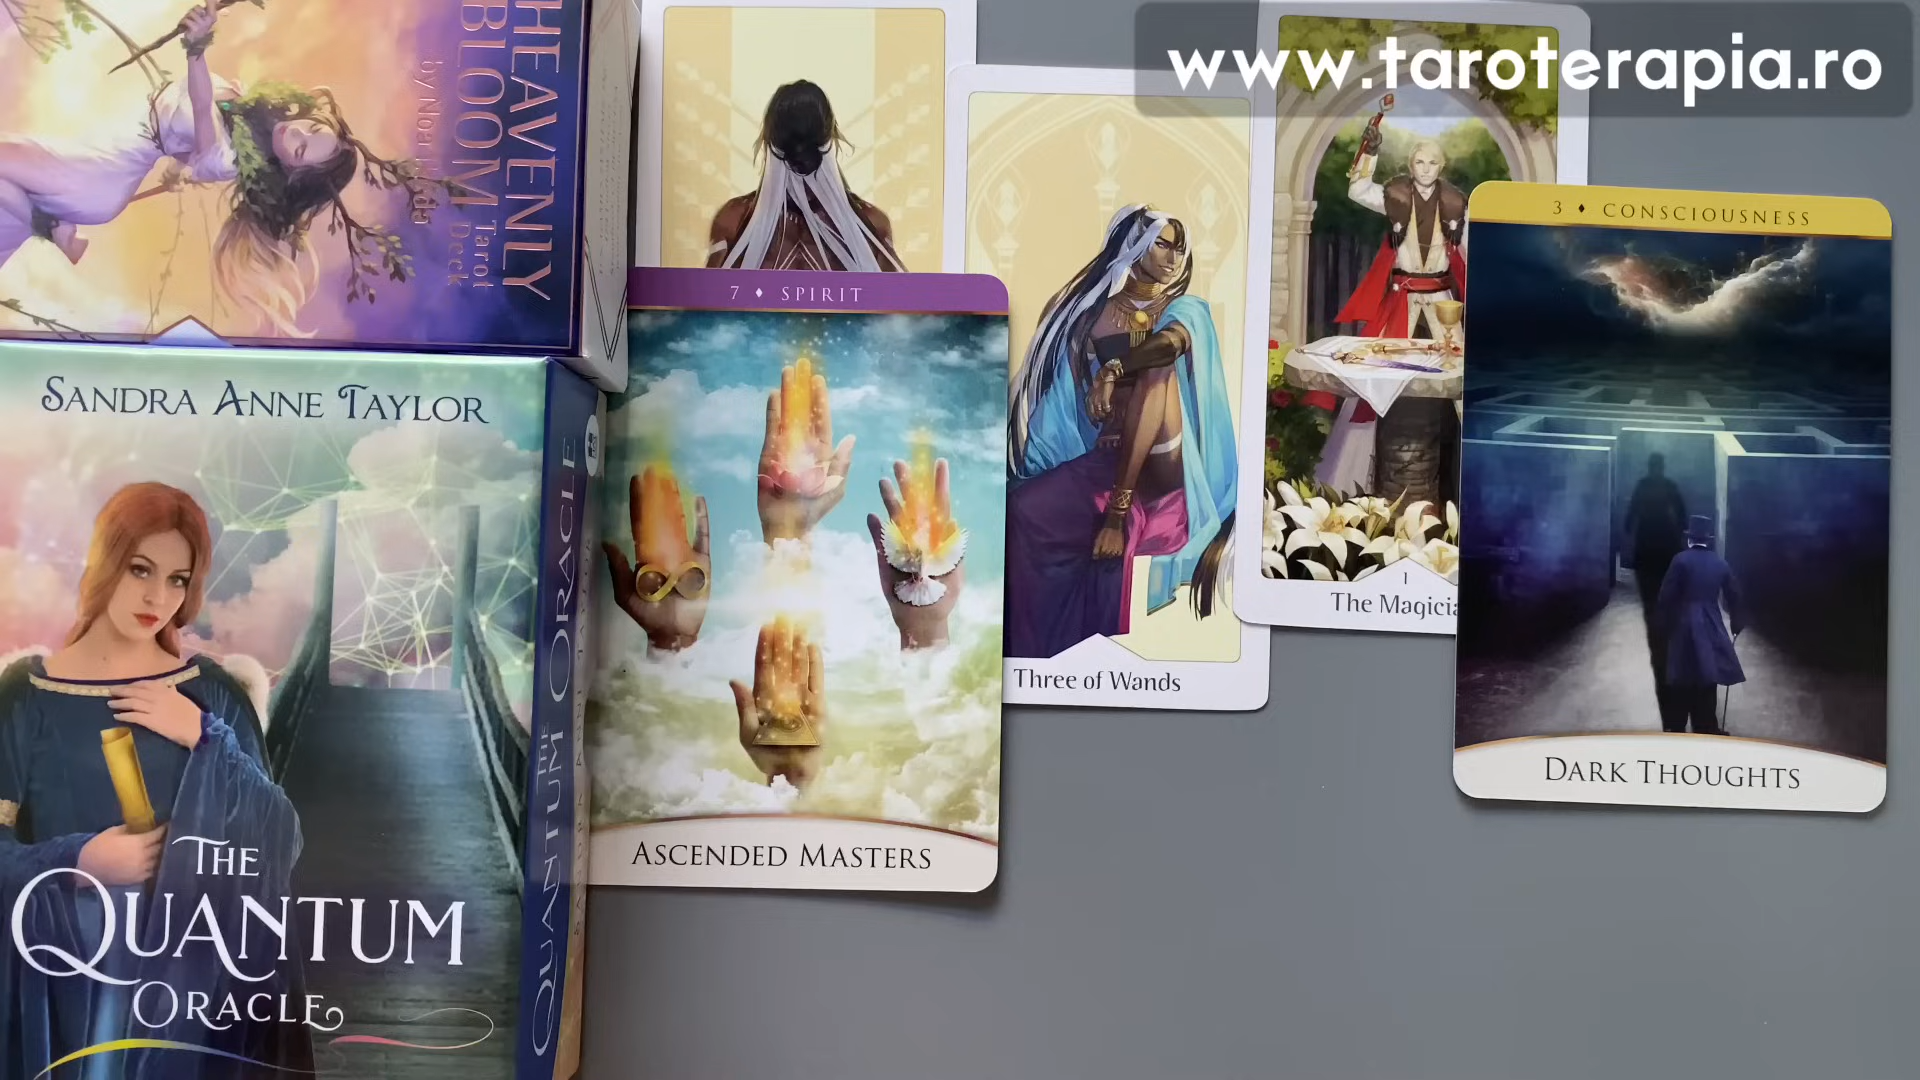 www.taroterapia.ro
HEAVENLY
BLOOM Tarot
Deck
SANDRA ANNE TAYLOR
THE
QUANTUM
ORACLE
THE QUANTUM ORACLE
7 ♦ SPIRIT
ASCENDED MASTERS
Three of Wands
I
The Magicia
3 ♦ CONSCIOUSNESS
DARK THOUGHTS